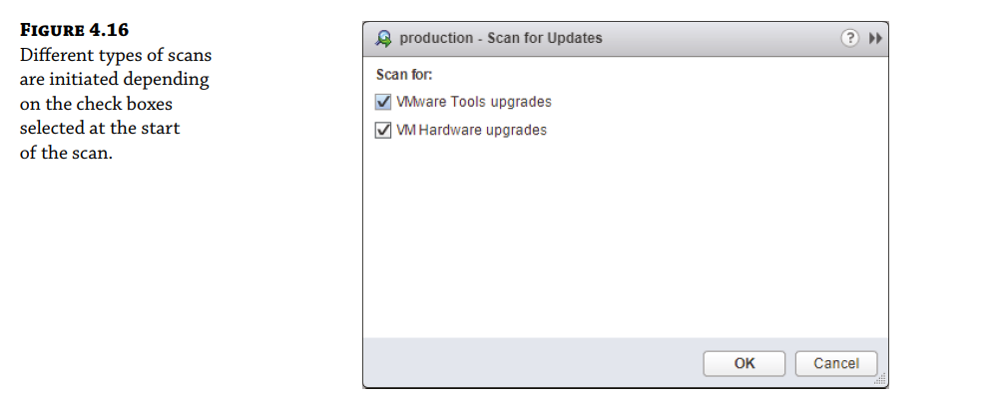 FIGURE 4.16
Different types of scans
are initiated depending
on the check boxes
selected at the start
of the scan.
production - Scan for Updates
?
Scan for:
VMware Tools upgrades
VM Hardware upgrades
OK
Cancel